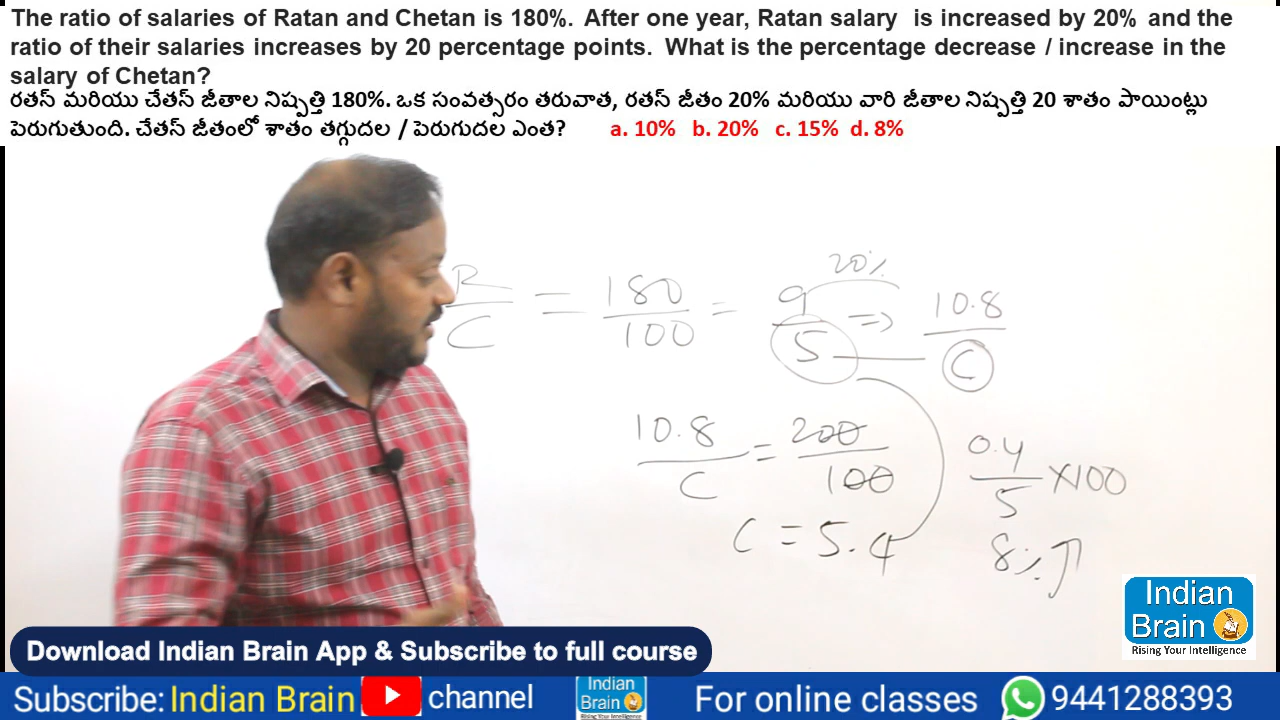 The ratio of salaries of Ratan and Chetan is 180%. After one year, Ratan salary is increased by 20% and the
ratio of their salaries increases by 20 percentage points. What is the percentage decrease / increase in the
salary of Chetan?
రతన్ మరియు చేతన్ జీతాల నిష్పత్తి 180%. ఒక సంవత్సరం తరువాత, రతన్ జీతం 20% మరియు వారి జీతాల నిష్పత్తి 20 శాతం పాయింట్లు
పెరుగుతుంది. చేతన్ జీతంలో శాతం తగ్గుదల / పెరుగుదల ఎంత? a. 10% b. 20% c. 15% d. 8%
20%
R/C = 180/100 = 9/5 => 10.8/C
10.8/C = 200/100
0.4/5 ×100
C = 5.4
8%↑
Indian
Brain
Rising Your Intelligence
Download Indian Brain App & Subscribe to full course
Subscribe: Indian Brain channel Indian Brain Rising Your Intelligence For online classes 9441288393